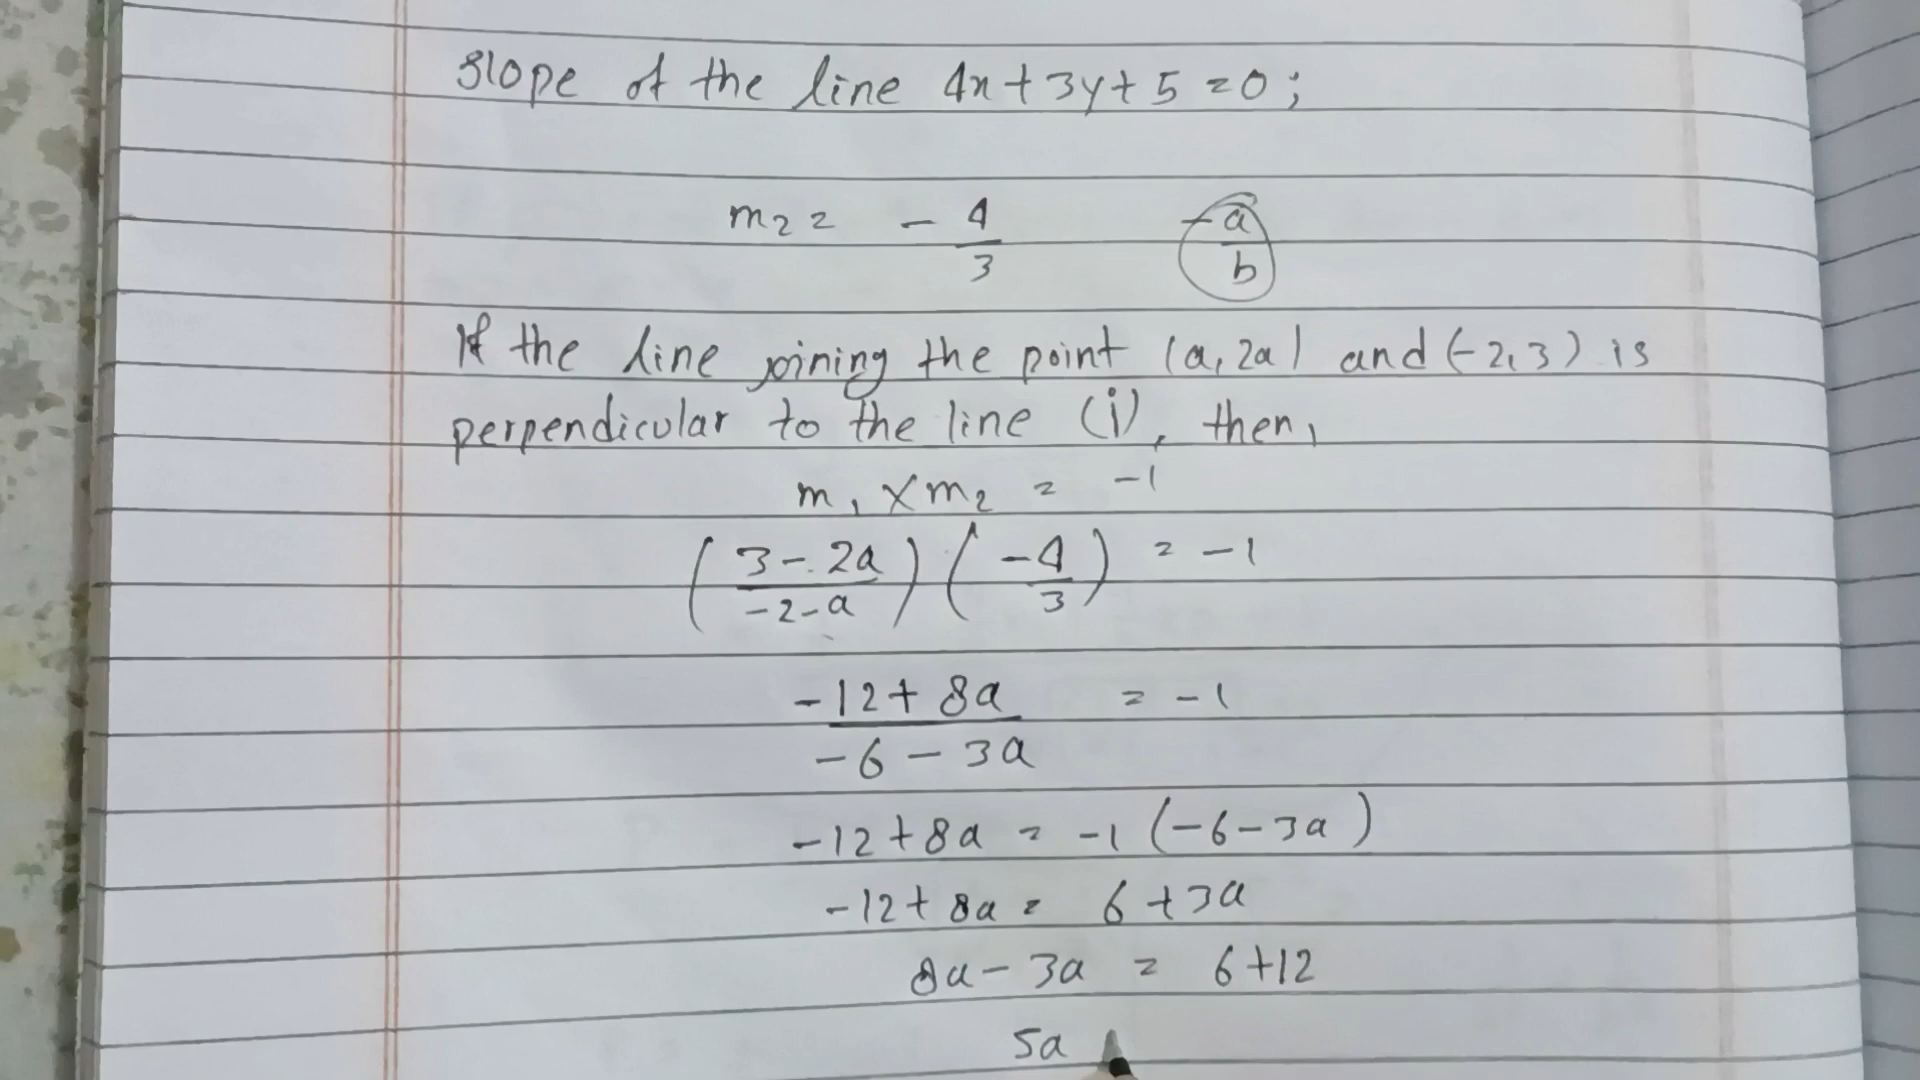 Slope of the line 4x + 3y + 5 = 0;
m2 = - 4/3 -a/b
If the line joining the point (a, 2a) and (-2, 3) is
perpendicular to the line (i), then,
m1 × m2 = -1
(3 - 2a / -2 - a) (-4/3) = -1
-12 + 8a / -6 - 3a = -1
-12 + 8a = -1 (-6 - 3a)
-12 + 8a = 6 + 3a
8a - 3a = 6 + 12
5a